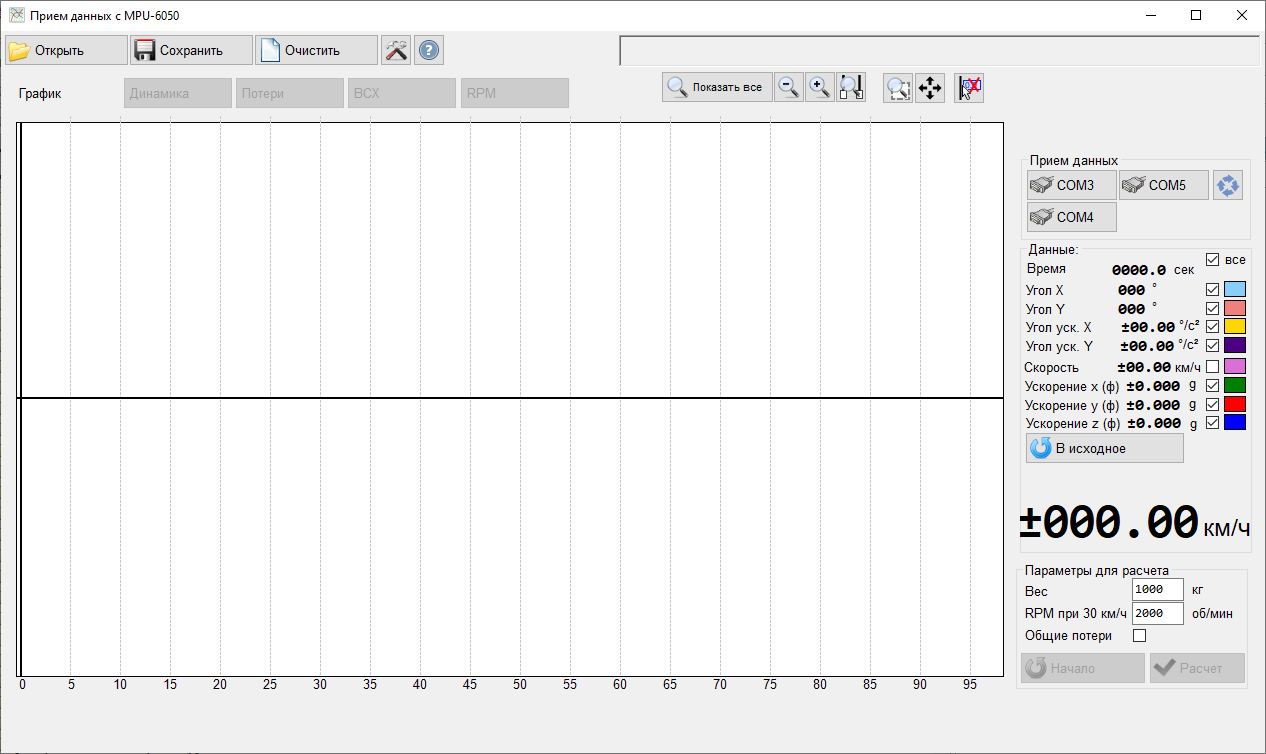 Прием данных с MPU-6050
Открыть Сохранить Очистить
График Динамика Потери ВСХ RPM Показать все
Прием данных
COM3 COM5
COM4
Данные:
все
Время 0000.0 сек
Угол X 000 °
Угол Y 000 °
Угол уск. X ±00.00 °/с²
Угол уск. Y ±00.00 °/с²
Скорость ±00.00 км/ч
Ускорение x (ф) ±0.000 g
Ускорение y (ф) ±0.000 g
Ускорение z (ф) ±0.000 g
В исходное
±000.00 км/ч
Параметры для расчета
Вес 1000 кг
RPM при 30 км/ч 2000 об/мин
Общие потери
Начало Расчет
0 5 10 15 20 25 30 35 40 45 50 55 60 65 70 75 80 85 90 95